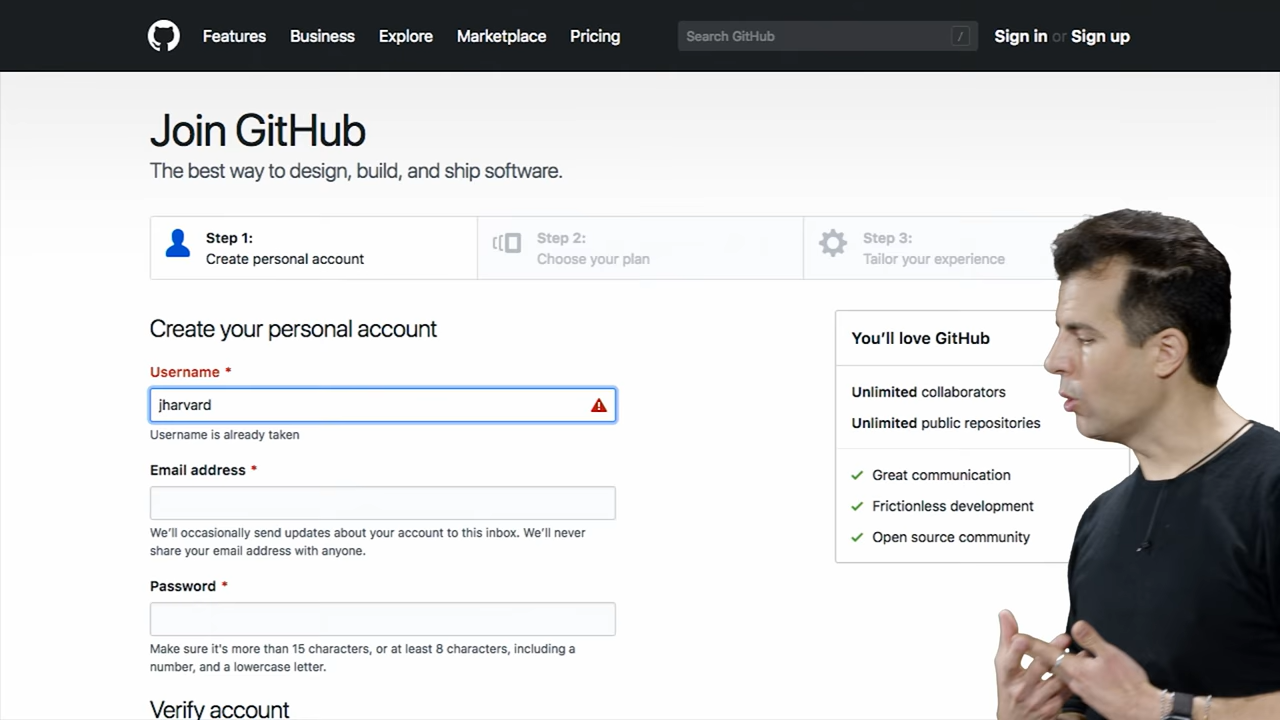 Features Business Explore Marketplace Pricing Search GitHub / Sign in or Sign up
Join GitHub
The best way to design, build, and ship software.
Step 1:
Create personal account
Step 2:
Choose your plan
Step 3:
Tailor your experience
Create your personal account
Username *
jharvard
Username is already taken
Email address *
We'll occasionally send updates about your account to this inbox. We'll never
share your email address with anyone.
Password *
Make sure it's more than 15 characters, or at least 8 characters, including a
number, and a lowercase letter.
Verify account
You'll love GitHub
Unlimited collaborators
Unlimited public repositories
Great communication
Frictionless development
Open source community